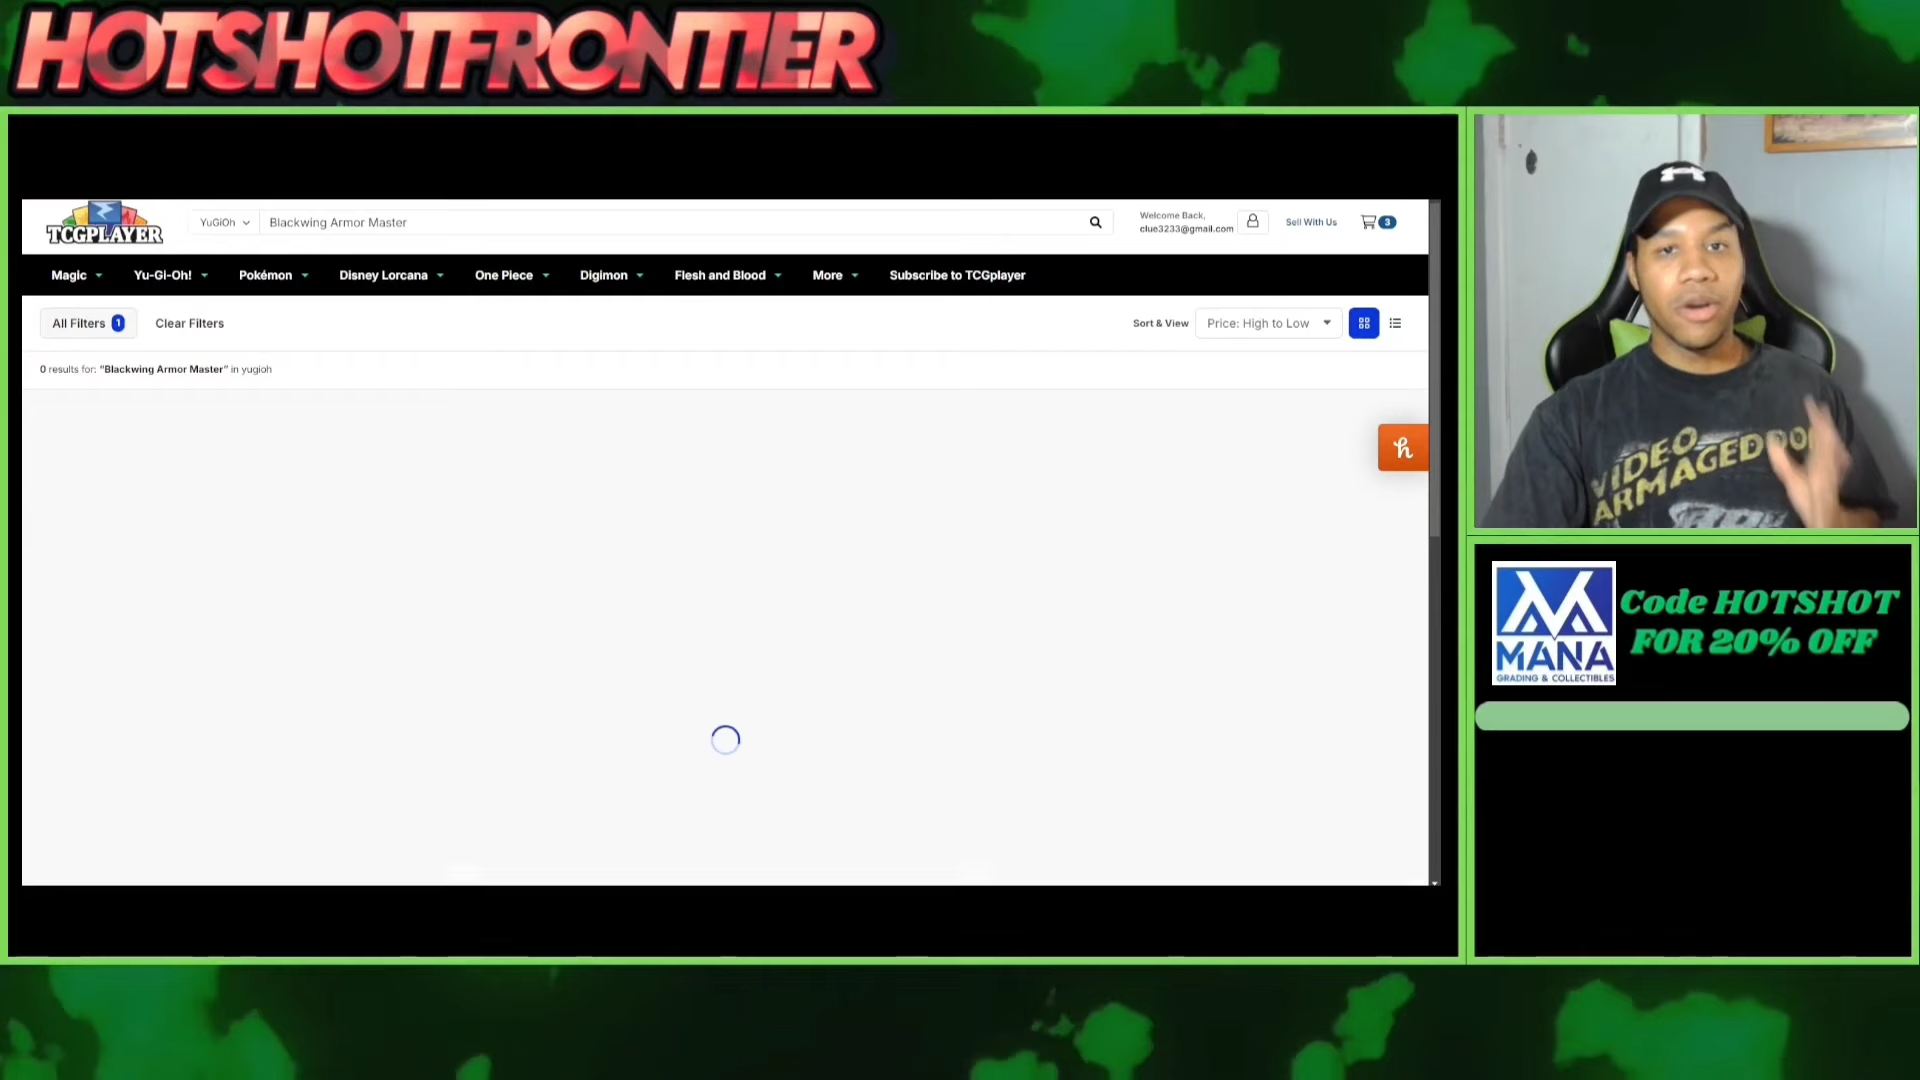 HOTSHOTFRONTIER
TCGPLAYER
YuGiOh
Blackwing Armor Master
Welcome Back,
clue3233@gmail.com
Sell With Us
3
Magic
Yu-Gi-Oh!
Pokémon
Disney Lorcana
One Piece
Digimon
Flesh and Blood
More
Subscribe to TCGplayer
All Filters 1
Clear Filters
Sort & View
Price: High to Low
0 results for: “Blackwing Armor Master” in yugioh
h
VIDEO
ARMAGEDDO
MANA
GRADING & COLLECTIBLES
Code HOTSHOT
FOR 20% OFF